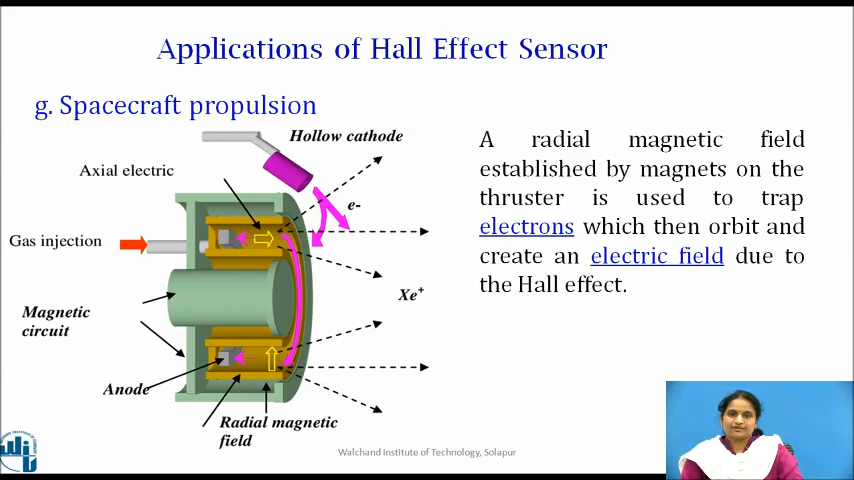 Applications of Hall Effect Sensor
g. Spacecraft propulsion
Hollow cathode
Axial electric
e-
Gas injection
Xe+
Magnetic
circuit
Anode
Radial magnetic
field
A radial magnetic field
established by magnets on the
thruster is used to trap
electrons which then orbit and
create an electric field due to
the Hall effect.
Walchand Institute of Technology, Solapur